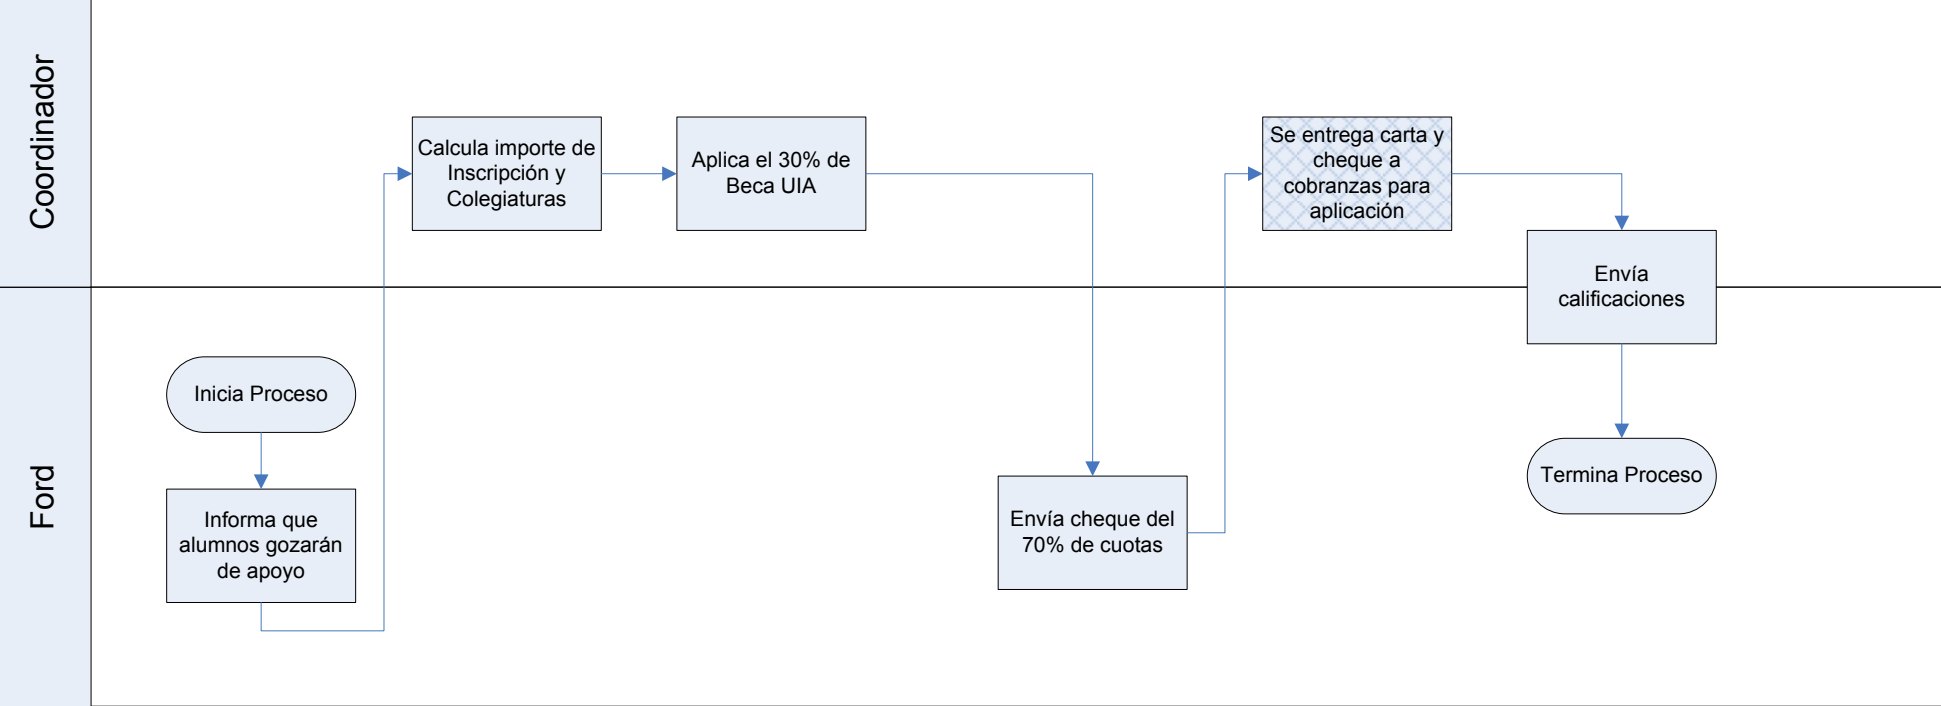 Coordinador
Calcula importe de
Inscripción y
Colegiaturas
Aplica el 30% de
Beca UIA
Se entrega carta y
cheque a
cobranzas para
aplicación
Envía
calificaciones
Ford
Inicia Proceso
Informa que
alumnos gozarán
de apoyo
Envía cheque del
70% de cuotas
Termina Proceso